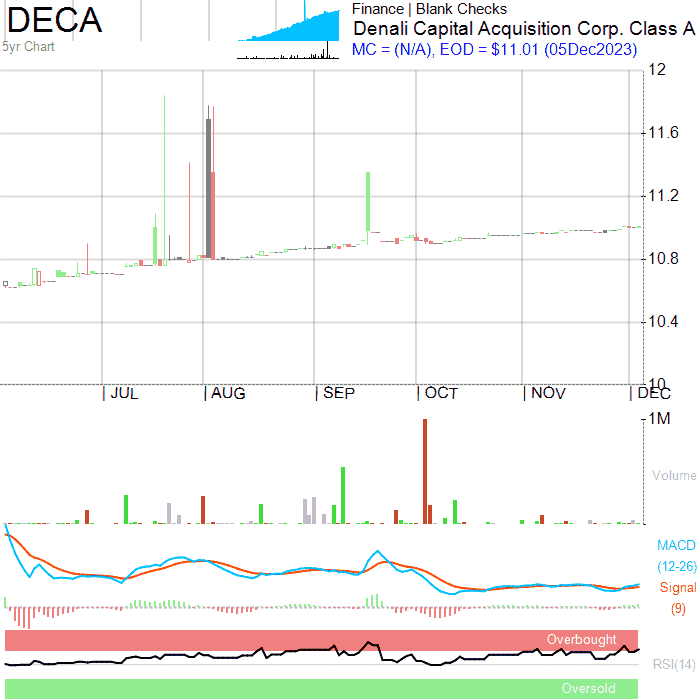 DECA
5yr Chart
Finance | Blank Checks
Denali Capital Acquisition Corp. Class A
MC = (N/A), EOD = $11.01 (05Dec2023)
12
11.6
11.2
10.8
10.4
10
| JUL | AUG | SEP | OCT | NOV | DEC
1M
Volume
MACD
(12-26)
Signal
(9)
Overbought
RSI(14)
Oversold